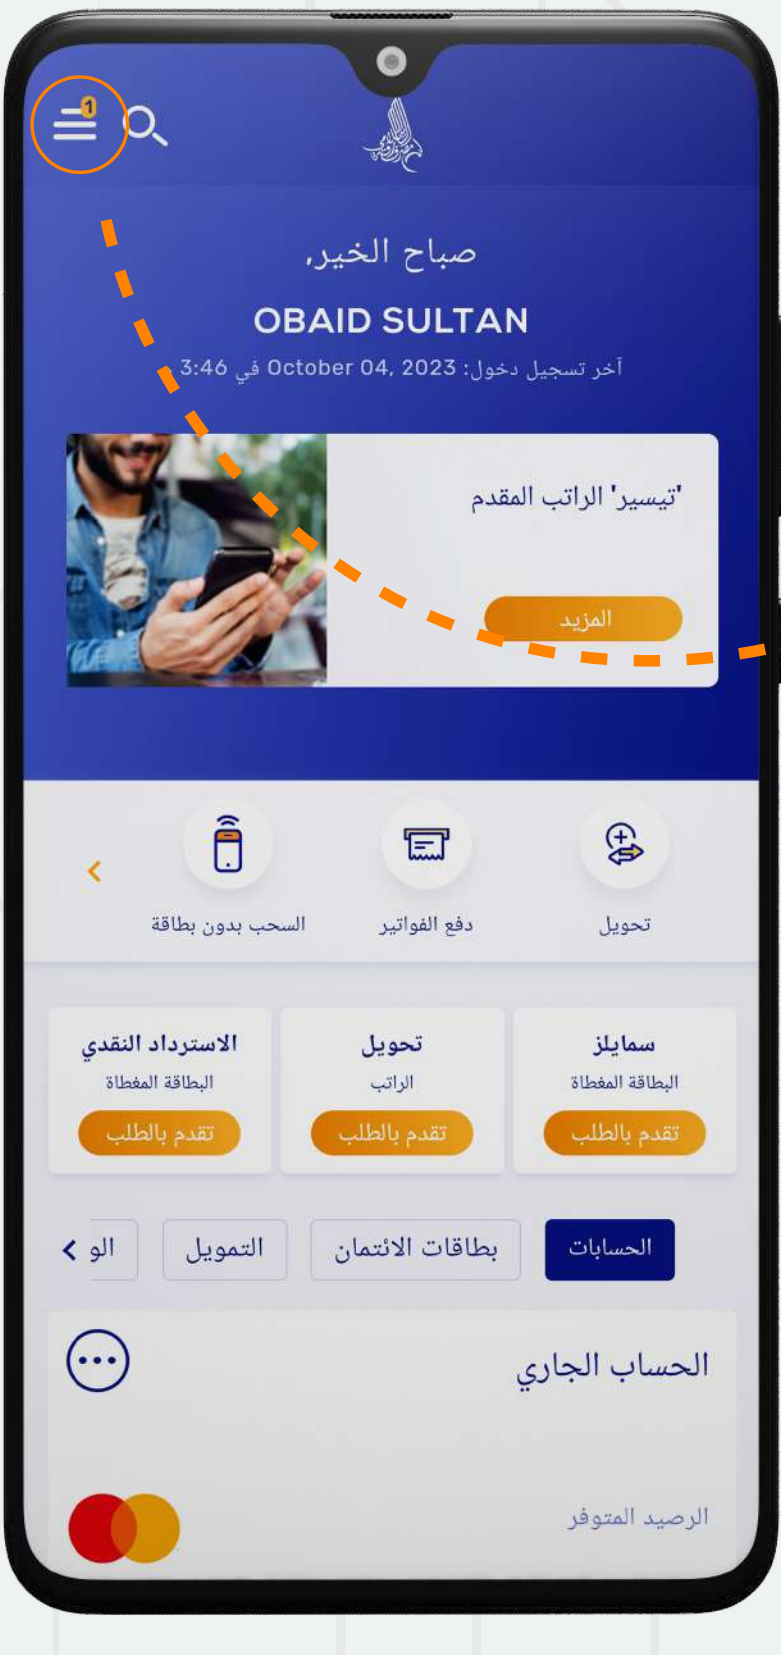 1
صباح الخير,
OBAID SULTAN
آخر تسجيل دخول: October 04, 2023 في 3:46
'تيسير' الراتب المقدم
المزيد
تحويل
دفع الفواتير
السحب بدون بطاقة
سمايلز
البطاقة المغطاة
تقدم بالطلب
تحويل
الراتب
تقدم بالطلب
الاسترداد النقدي
البطاقة المغطاة
تقدم بالطلب
الحسابات
بطاقات الائتمان
التمويل
الو
الحساب الجاري
الرصيد المتوفر